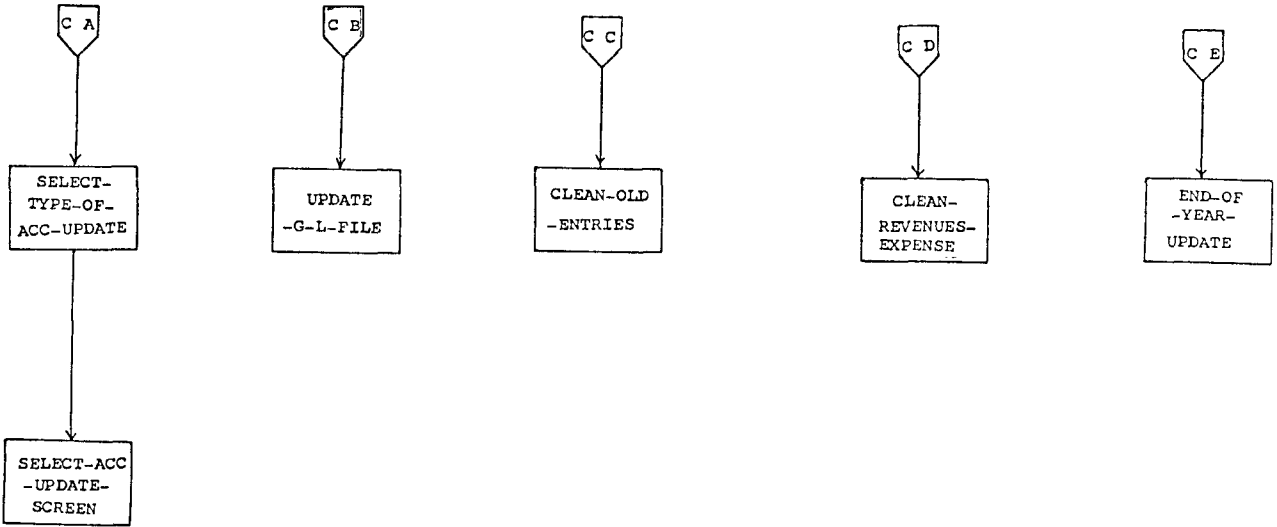 C A
C B
C C
C D
C E
SELECT-
TYPE-OF-
ACC-UPDATE
UPDATE
-G-L-FILE
CLEAN-OLD
-ENTRIES
CLEAN-
REVENUES-
EXPENSE
END-OF
-YEAR-
UPDATE
SELECT-ACC
-UPDATE-
SCREEN